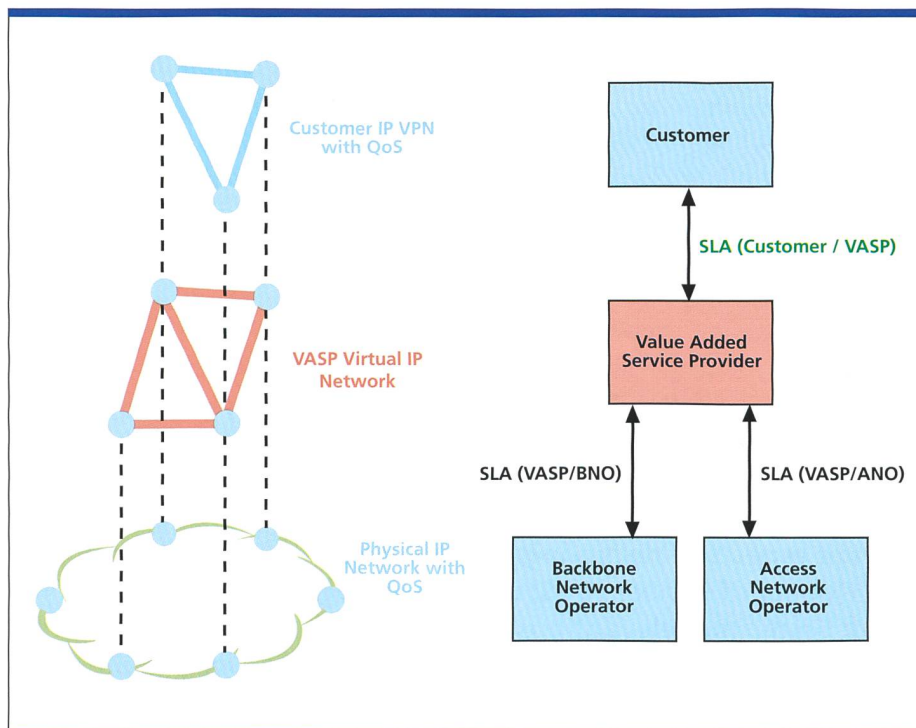 Customer IP VPN
with QoS
VASP Virtual IP
Network
Physical IP
Network with
QoS
Customer
SLA (Customer / VASP)
Value Added
Service Provider
SLA (VASP/BNO)
SLA (VASP/ANO)
Backbone
Network
Operator
Access
Network
Operator